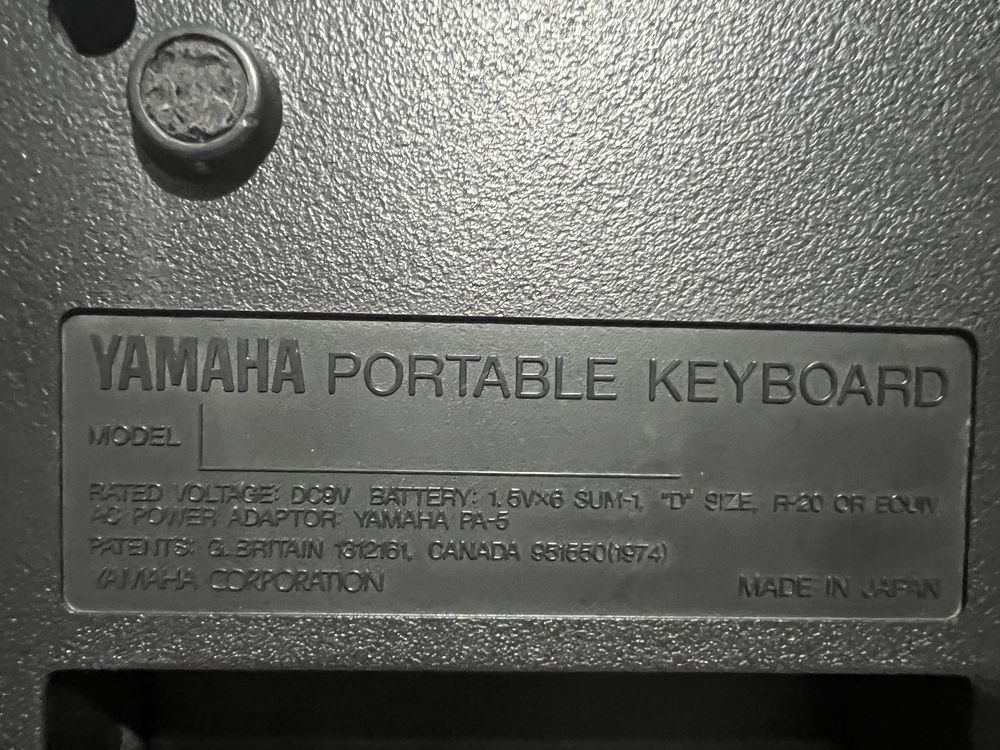 YAMAHA PORTABLE KEYBOARD
MODEL
RATED VOLTAGE: DC9V BATTERY: 1.5V×6 SUM-1, "D" SIZE, R-20 OR EQUIV.
AC POWER ADAPTOR: YAMAHA PA-5
PATENTS: G. BRITAIN 1312161, CANADA 951550(1974)
YAMAHA CORPORATION
MADE IN JAPAN